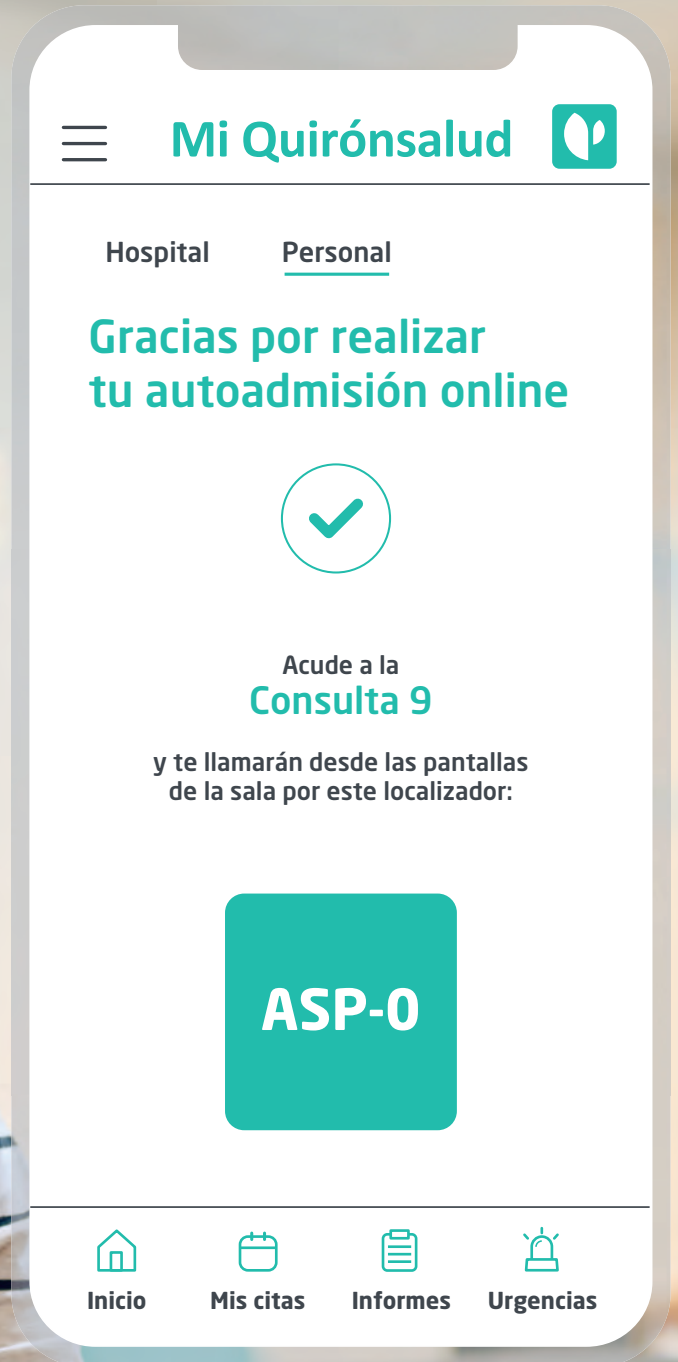 Mi Quirónsalud
Hospital Personal
Gracias por realizar
tu autoadmisión online
Acude a la
Consulta 9
y te llamarán desde las pantallas
de la sala por este localizador:
ASP-0
Inicio Mis citas Informes Urgencias